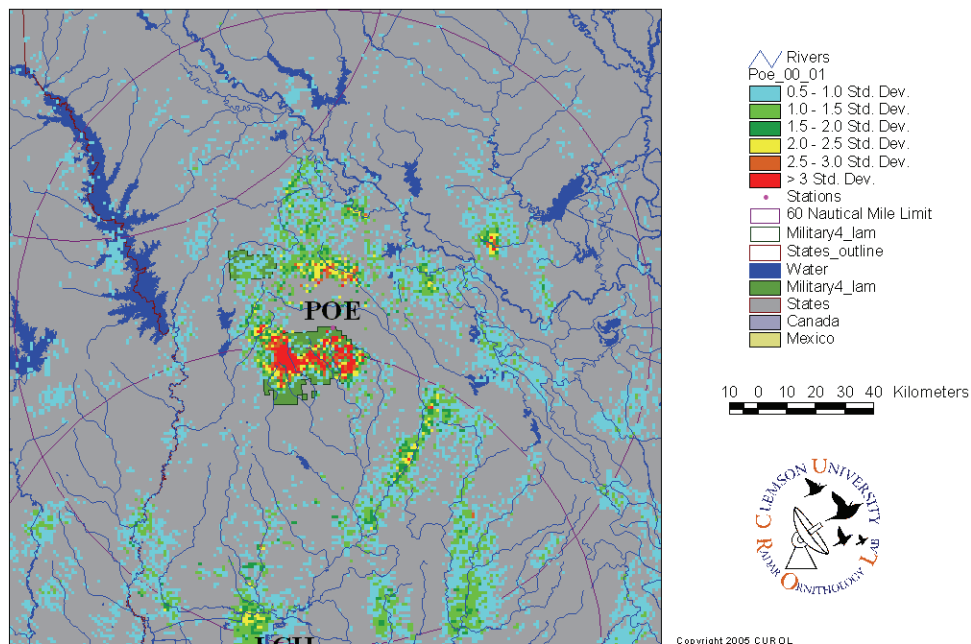 POE
LCH
Rivers
Poe_00_01
0.5 - 1.0 Std. Dev.
1.0 - 1.5 Std. Dev.
1.5 - 2.0 Std. Dev.
2.0 - 2.5 Std. Dev.
2.5 - 3.0 Std. Dev.
> 3 Std. Dev.
Stations
60 Nautical Mile Limit
Military4_lam
States_outline
Water
Military4_lam
States
Canada
Mexico
10 0 10 20 30 40 Kilometers
CLEMSON UNIVERSITY
RADAR ORNITHOLOGY LAB
Copyright 2005 CUROL